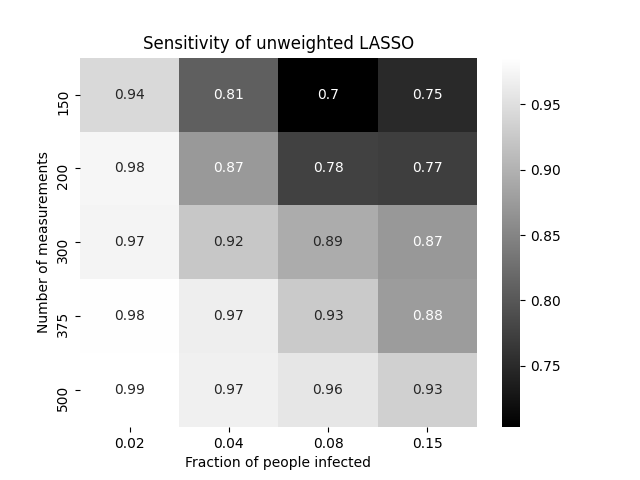 Sensitivity of unweighted LASSO
Number of measurements
150 0.94 0.81 0.7 0.75
200 0.98 0.87 0.78 0.77
300 0.97 0.92 0.89 0.87
375 0.98 0.97 0.93 0.88
500 0.99 0.97 0.96 0.93
0.02 0.04 0.08 0.15
Fraction of people infected
0.95
0.90
0.85
0.80
0.75